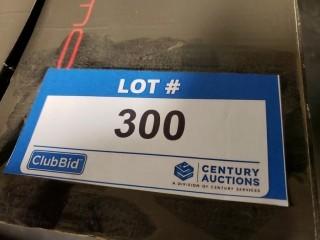 LOT #
300
ClubBid
CENTURY
AUCTIONS
A DIVISION OF CENTURY SERVICES